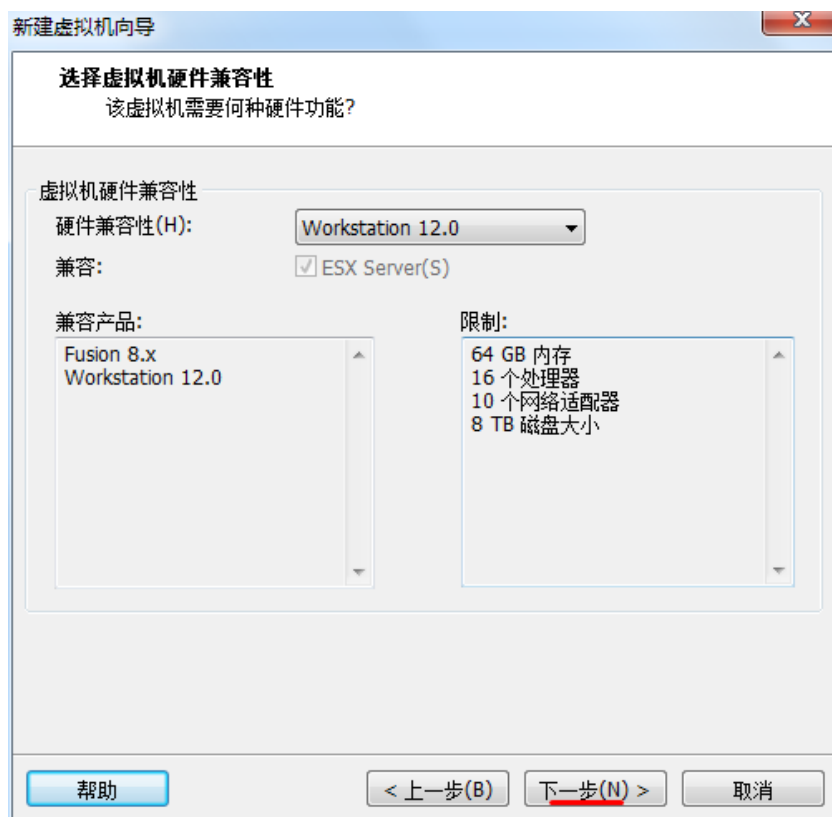 新建虚拟机向导
选择虚拟机硬件兼容性
该虚拟机需要何种硬件功能?
虚拟机硬件兼容性
硬件兼容性(H): Workstation 12.0
兼容: ESX Server(S)
兼容产品:
Fusion 8.x
Workstation 12.0
限制:
64 GB 内存
16 个处理器
10 个网络适配器
8 TB 磁盘大小
帮助 < 上一步(B) 下一步(N) > 取消